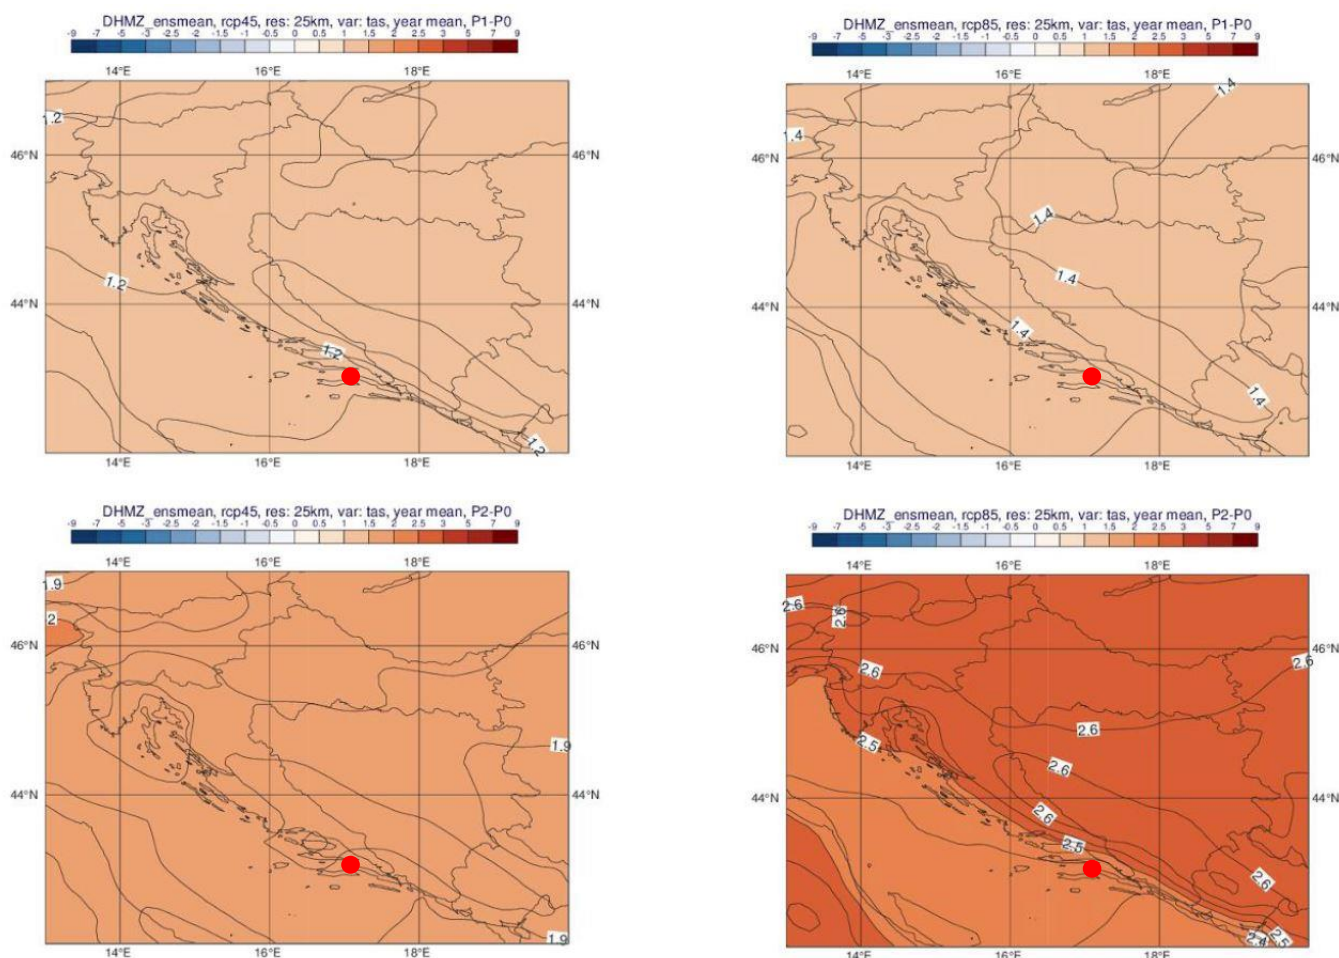 DHMZ_ensmean, rcp45, res: 25km, var: tas, year mean, P1-P0
-9 -7 -5 -3 -2.5 -2 -1.5 -1 -0.5 0 0.5 1 1.5 2 2.5 3 5 7 9
14°E 16°E 18°E
1.2
46°N 46°N
1.2
44°N 44°N
1.2
1.2
14°E 16°E 18°E
DHMZ_ensmean, rcp85, res: 25km, var: tas, year mean, P1-P0
-9 -7 -5 -3 -2.5 -2 -1.5 -1 -0.5 0 0.5 1 1.5 2 2.5 3 5 7 9
14°E 16°E 18°E
1.4
1.4
46°N 46°N
1.4
1.4
44°N 44°N
1.4
1.4
14°E 16°E 18°E
DHMZ_ensmean, rcp45, res: 25km, var: tas, year mean, P2-P0
-9 -7 -5 -3 -2.5 -2 -1.5 -1 -0.5 0 0.5 1 1.5 2 2.5 3 5 7 9
14°E 16°E 18°E
1.9
2
46°N 46°N
1.9
44°N 44°N
1.9
14°E 16°E 18°E
DHMZ_ensmean, rcp85, res: 25km, var: tas, year mean, P2-P0
-9 -7 -5 -3 -2.5 -2 -1.5 -1 -0.5 0 0.5 1 1.5 2 2.5 3 5 7 9
14°E 16°E 18°E
2.6
2.6
46°N 46°N
2.6 2.6
2.6
2.5
2.6
44°N 44°N
2.6
2.5
2.6
2.5
2.4
14°E 16°E 18°E